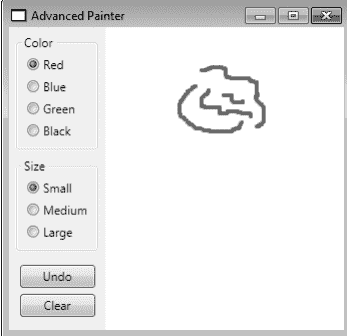 Advanced Painter
Color
Red
Blue
Green
Black
Size
Small
Medium
Large
Undo
Clear